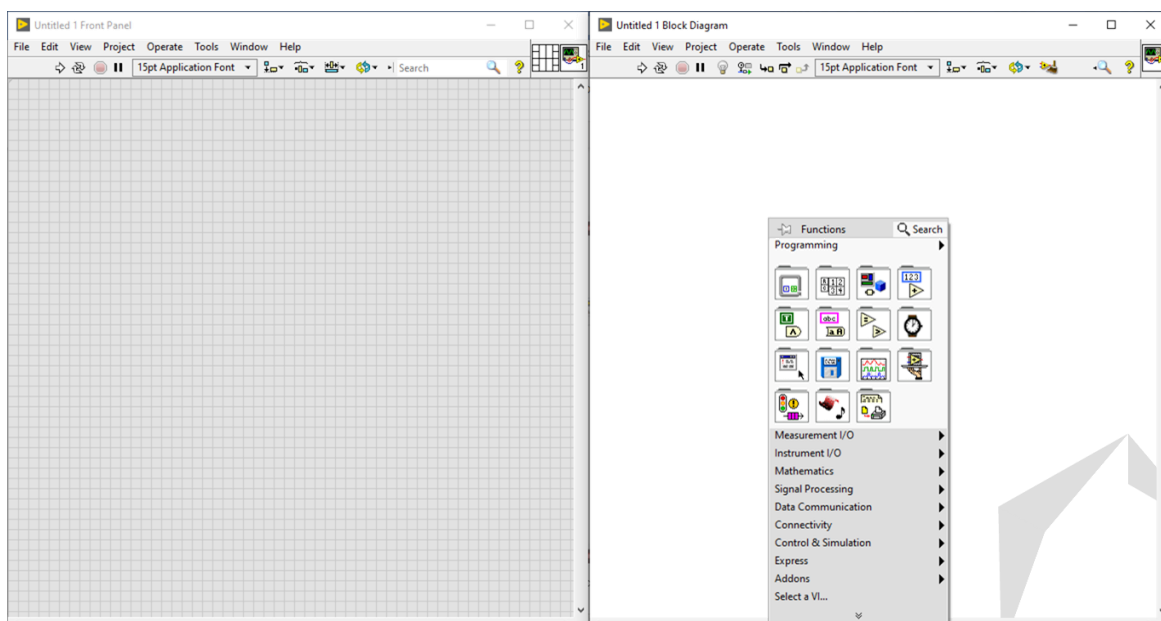 Untitled 1 Front Panel
File Edit View Project Operate Tools Window Help
15pt Application Font
Search
Untitled 1 Block Diagram
File Edit View Project Operate Tools Window Help
15pt Application Font
Functions Search
Programming
Measurement I/O
Instrument I/O
Mathematics
Signal Processing
Data Communication
Connectivity
Control & Simulation
Express
Addons
Select a VI...